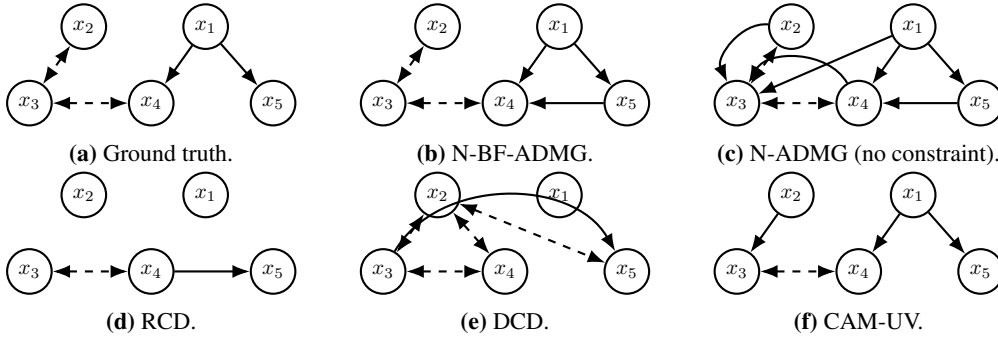 x₂ x₁ x₂ x₁ x₂ x₁
x₃ x₄ x₅ x₃ x₄ x₅ x₃ x₄ x₅
(a) Ground truth. (b) N-BF-ADMG. (c) N-ADMG (no constraint).
x₂ x₁ x₂ x₁ x₂ x₁
x₃ x₄ x₅ x₃ x₄ x₅ x₃ x₄ x₅
(d) RCD. (e) DCD. (f) CAM-UV.